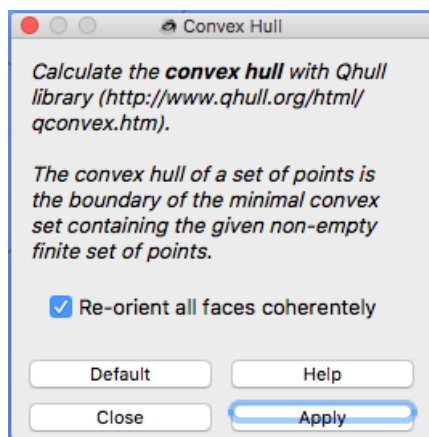 Convex Hull
Calculate the convex hull with Qhull
library (http://www.qhull.org/html/
qconvex.htm).
The convex hull of a set of points is
the boundary of the minimal convex
set containing the given non-empty
finite set of points.
Re-orient all faces coherentely
Default Help
Close Apply